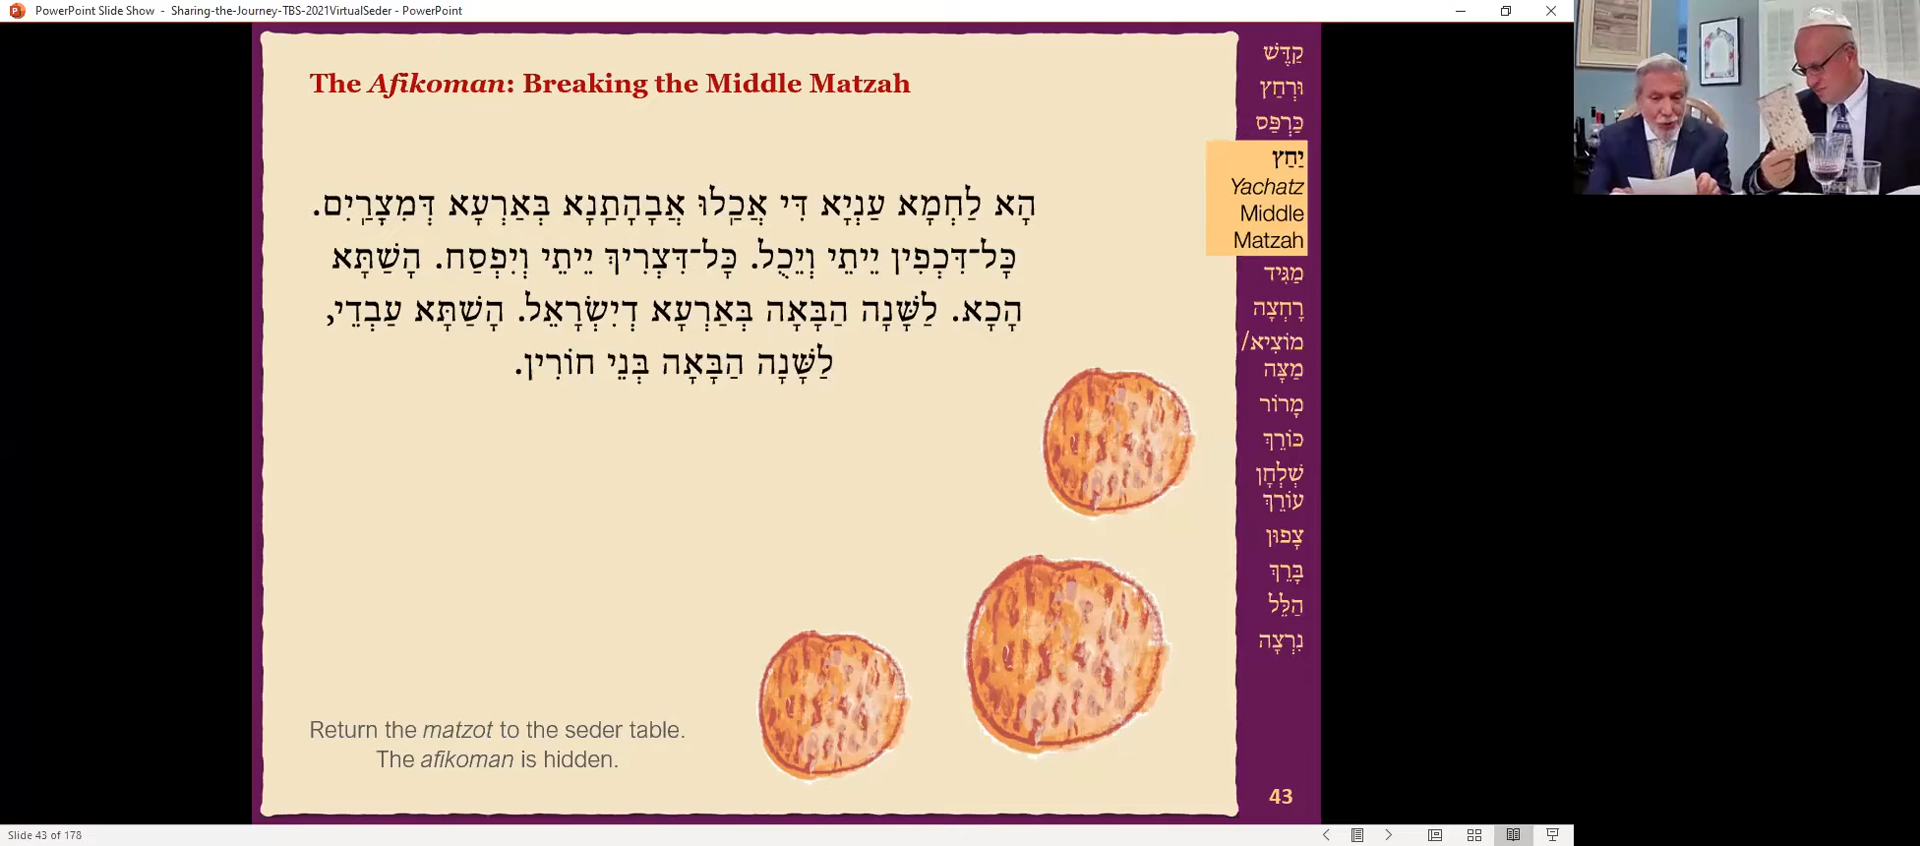 PowerPoint Slide Show - Sharing-the-Journey-TBS-2021VirtualSeder - PowerPoint
The Afikoman: Breaking the Middle Matzah
הָא לַחְמָא עַנְיָא דִּי אֲכָלוּ אֲבָהָתָנָא בְּאַרְעָא דְּמִצְרָיִם.
כָּל־דִּכְפִין יֵיתֵי וְיֵכֻל. כָּל־דִּצְרִיךְ יֵיתֵי וְיִפְסַח. הָשַׁתָּא
הָכָא. לַשָּׁנָה הַבָּאָה בְּאַרְעָא דְיִשְׂרָאֵל. הָשַׁתָּא עַבְדֵי,
לַשָּׁנָה הַבָּאָה בְּנֵי חוֹרִין.
Return the matzot to the seder table.
The afikoman is hidden.
קַדֵּשׁ
וּרְחַץ
כַּרְפַּס
יַחַץ
Yachatz
Middle
Matzah
מַגִּיד
רָחְצָה
מוֹצִיא/
מַצָּה
מָרוֹר
כּוֹרֵךְ
שֻׁלְחָן
עוֹרֵךְ
צָפוּן
בָּרֵךְ
הַלֵּל
נִרְצָה
43
Slide 43 of 178